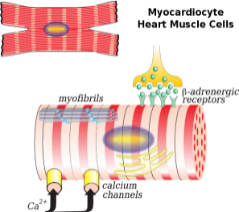 Myocardiocyte
Heart Muscle Cells
β-adrenergic
receptors
myofibrils
calcium
channels
Ca²⁺